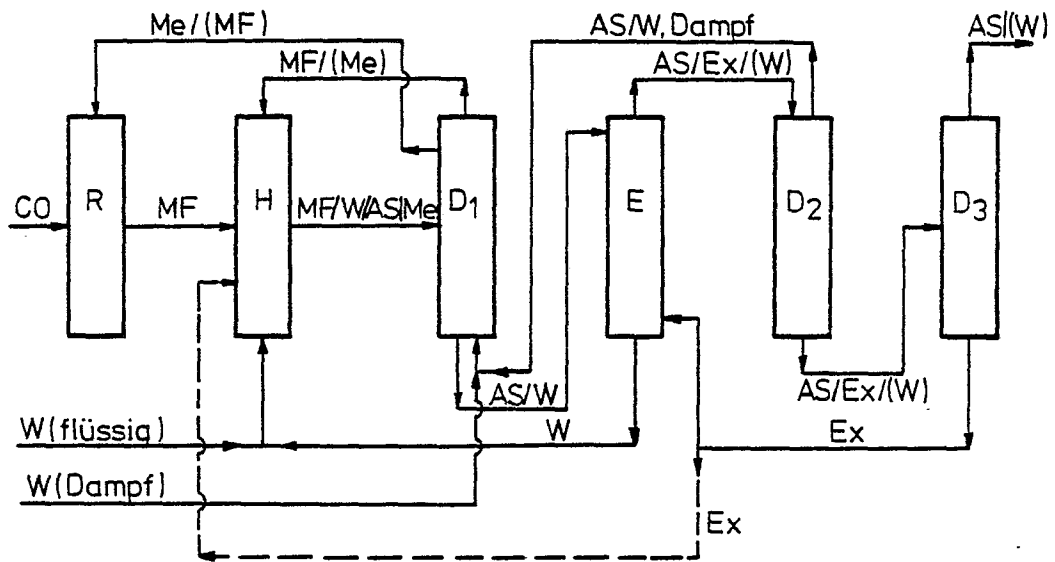 Me/(MF)
AS/W, Dampf
AS/(W)
MF/(Me)
AS/Ex/(W)
R
H
D1
E
D2
D3
CO
MF
MF/W/AS/Me
AS/W
AS/Ex/(W)
W(flüssig)
W
Ex
W(Dampf)
Ex